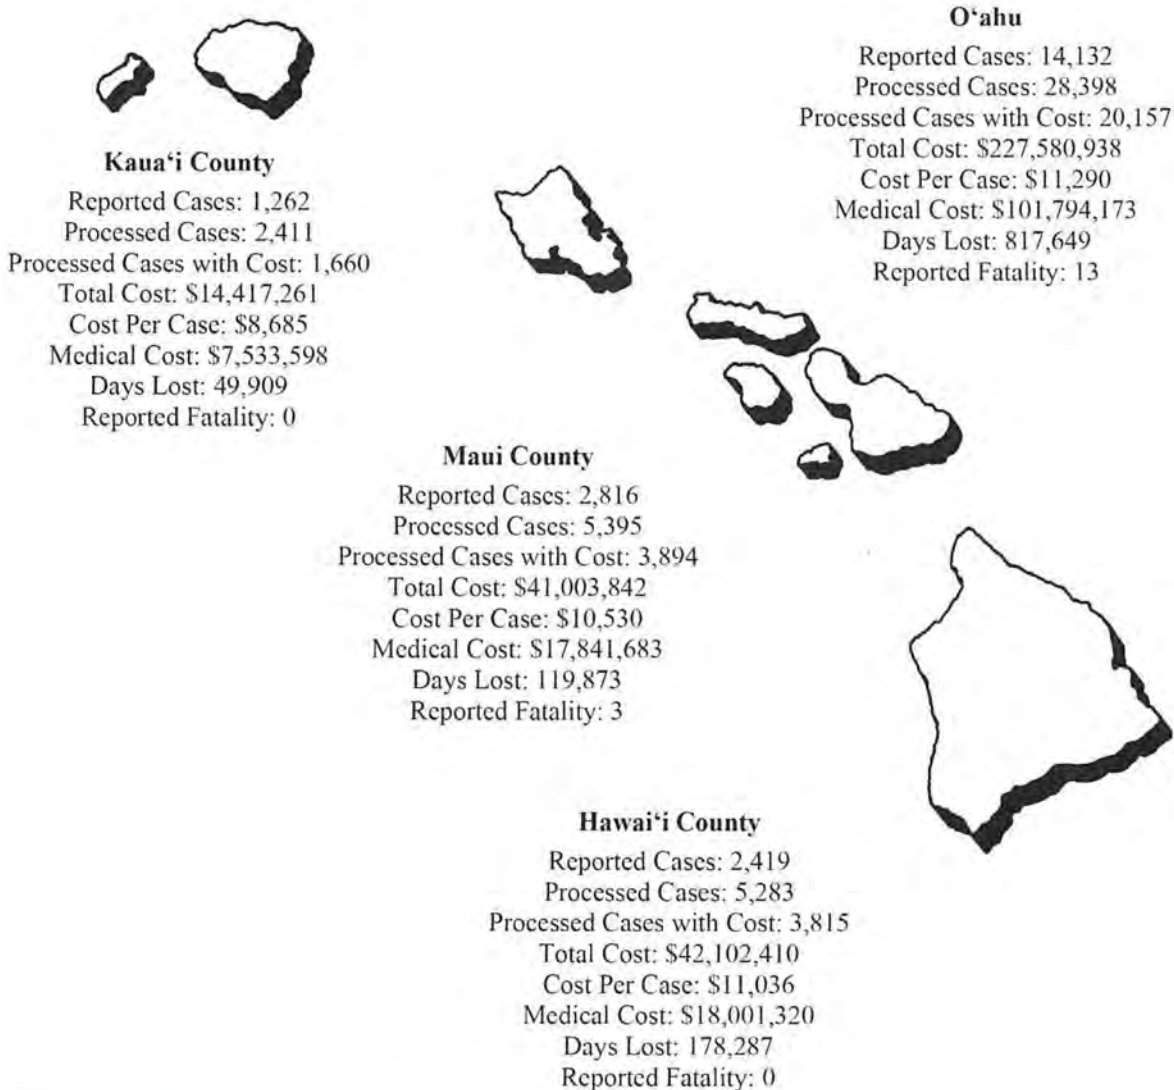 O‘ahu
Reported Cases: 14,132
Processed Cases: 28,398
Processed Cases with Cost: 20,157
Total Cost: $227,580,938
Cost Per Case: $11,290
Medical Cost: $101,794,173
Days Lost: 817,649
Reported Fatality: 13
Kaua‘i County
Reported Cases: 1,262
Processed Cases: 2,411
Processed Cases with Cost: 1,660
Total Cost: $14,417,261
Cost Per Case: $8,685
Medical Cost: $7,533,598
Days Lost: 49,909
Reported Fatality: 0
Maui County
Reported Cases: 2,816
Processed Cases: 5,395
Processed Cases with Cost: 3,894
Total Cost: $41,003,842
Cost Per Case: $10,530
Medical Cost: $17,841,683
Days Lost: 119,873
Reported Fatality: 3
Hawai‘i County
Reported Cases: 2,419
Processed Cases: 5,283
Processed Cases with Cost: 3,815
Total Cost: $42,102,410
Cost Per Case: $11,036
Medical Cost: $18,001,320
Days Lost: 178,287
Reported Fatality: 0